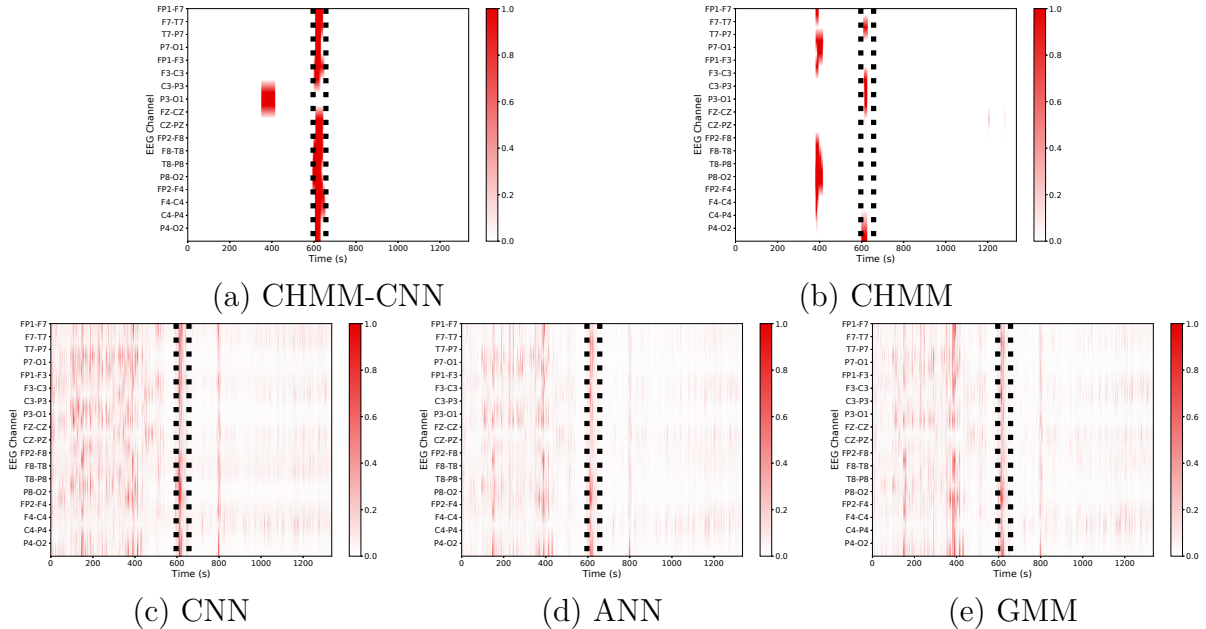 FP1-F7
F7-T7
T7-P7
P7-O1
FP1-F3
F3-C3
C3-P3
P3-O1
FZ-CZ
CZ-PZ
FP2-F8
F8-T8
T8-P8
P8-O2
FP2-F4
F4-C4
C4-P4
P4-O2
EEG Channel
0 200 400 600 800 1000 1200
Time (s)
1.0
0.8
0.6
0.4
0.2
0.0
(a) CHMM-CNN
FP1-F7
F7-T7
T7-P7
P7-O1
FP1-F3
F3-C3
C3-P3
P3-O1
FZ-CZ
CZ-PZ
FP2-F8
F8-T8
T8-P8
P8-O2
FP2-F4
F4-C4
C4-P4
P4-O2
EEG Channel
0 200 400 600 800 1000 1200
Time (s)
1.0
0.8
0.6
0.4
0.2
0.0
(b) CHMM
FP1-F7
F7-T7
T7-P7
P7-O1
FP1-F3
F3-C3
C3-P3
P3-O1
FZ-CZ
CZ-PZ
FP2-F8
F8-T8
T8-P8
P8-O2
FP2-F4
F4-C4
C4-P4
P4-O2
EEG Channel
0 200 400 600 800 1000 1200
Time (s)
1.0
0.8
0.6
0.4
0.2
0.0
(c) CNN
FP1-F7
F7-T7
T7-P7
P7-O1
FP1-F3
F3-C3
C3-P3
P3-O1
FZ-CZ
CZ-PZ
FP2-F8
F8-T8
T8-P8
P8-O2
FP2-F4
F4-C4
C4-P4
P4-O2
EEG Channel
0 200 400 600 800 1000 1200
Time (s)
1.0
0.8
0.6
0.4
0.2
0.0
(d) ANN
FP1-F7
F7-T7
T7-P7
P7-O1
FP1-F3
F3-C3
C3-P3
P3-O1
FZ-CZ
CZ-PZ
FP2-F8
F8-T8
T8-P8
P8-O2
FP2-F4
F4-C4
C4-P4
P4-O2
EEG Channel
0 200 400 600 800 1000 1200
Time (s)
1.0
0.8
0.6
0.4
0.2
0.0
(e) GMM